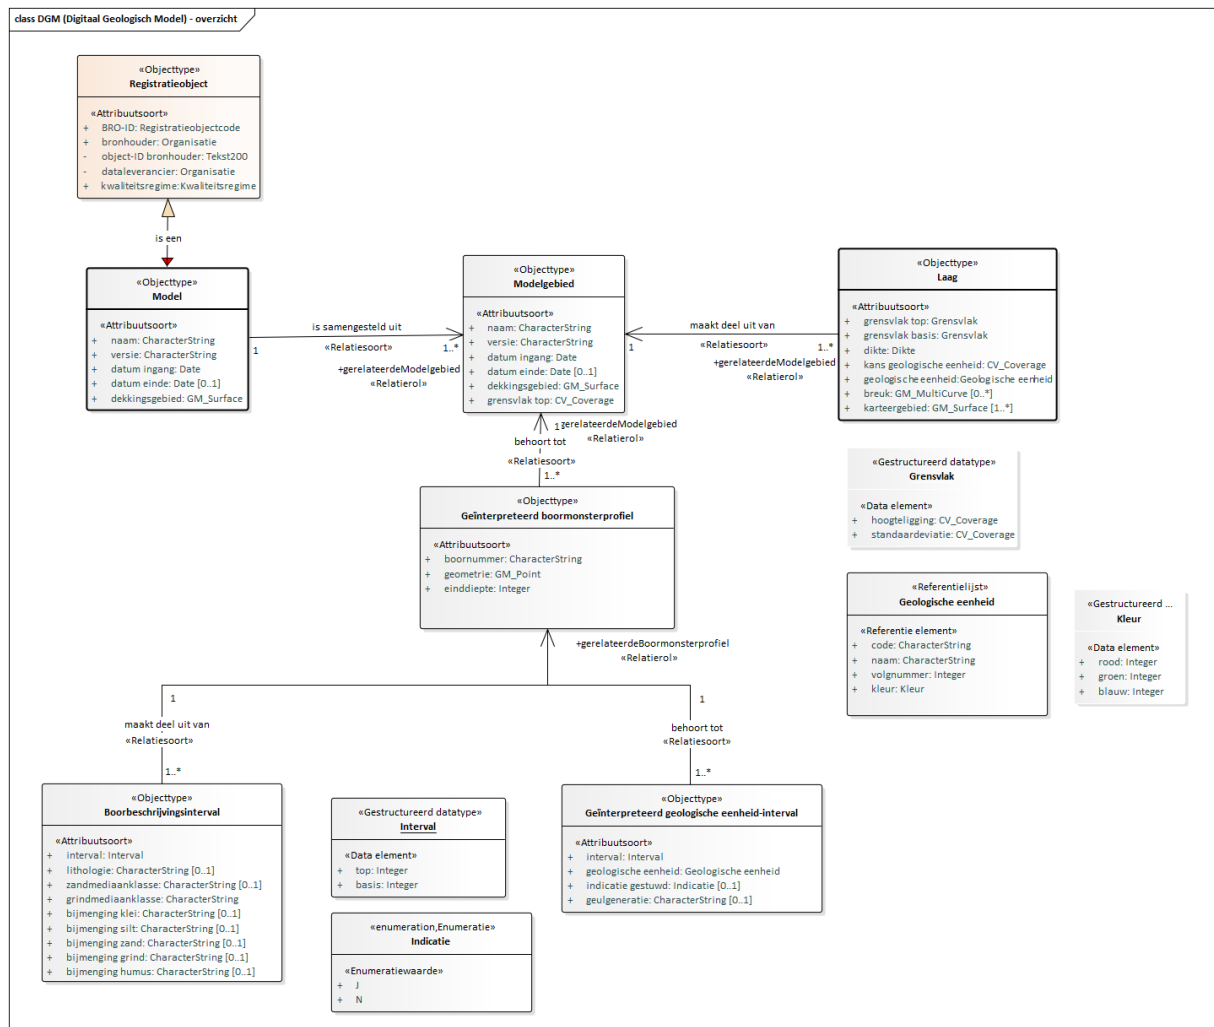 class DGM (Digitaal Geologisch Model) - overzicht
«Objecttype»
Registratieobject
«Attribuutsoort»
+ BRO-ID: Registratieobjectcode
+ bronhouder: Organisatie
- object-ID bronhouder: Tekst200
- dataleverancier: Organisatie
+ kwaliteitsregime:Kwaliteitsregime
is een
«Objecttype»
Model
«Attribuutsoort»
+ naam: CharacterString
+ versie: CharacterString
+ datum ingang: Date
+ datum einde: Date [0..1]
+ dekkingsgebied: GM_Surface
is samengesteld uit
«Relatiesoort»
1
1..*
+gerelateerdeModelgebied
«Relatierol»
«Objecttype»
Modelgebied
«Attribuutsoort»
+ naam: CharacterString
+ versie: CharacterString
+ datum ingang: Date
+ datum einde: Date [0..1]
+ dekkingsgebied: GM_Surface
+ grensvlak top: CV_Coverage
maakt deel uit van
«Relatiesoort»
1
1..*
+gerelateerdeModelgebied
«Relatierol»
«Objecttype»
Laag
«Attribuutsoort»
+ grensvlak top: Grensvlak
+ grensvlak basis: Grensvlak
+ dikte: Dikte
+ kans geologische eenheid: CV_Coverage
+ geologische eenheid:Geologische eenheid
+ breuk: GM_MultiCurve [0..*]
+ karteergebied: GM_Surface [1..*]
1
gerelateerdeModelgebied
«Relatierol»
behoort tot
«Relatiesoort»
1..*
«Objecttype»
Geïnterpreteerd boormonsterprofiel
«Attribuutsoort»
+ boornummer: CharacterString
+ geometrie: GM_Point
+ einddiepte: Integer
«Gestructureerd datatype»
Grensvlak
«Data element»
+ hoogteligging: CV_Coverage
+ standaardeviatie: CV_Coverage
«Referentielijst»
Geologische eenheid
«Referentie element»
+ code: CharacterString
+ naam: CharacterString
+ volgnummer: Integer
+ kleur: Kleur
«Gestructureerd ...
Kleur
«Data element»
+ rood: Integer
+ groen: Integer
+ blauw: Integer
+gerelateerdeBoormonsterprofiel
«Relatierol»
1
maakt deel uit van
«Relatiesoort»
1..*
1
behoort tot
«Relatiesoort»
1..*
«Objecttype»
Boorbeschrijvingsinterval
«Attribuutsoort»
+ interval: Interval
+ lithologie: CharacterString [0..1]
+ zandmediaanklasse: CharacterString [0..1]
+ grindmediaanklasse: CharacterString
+ bijmenging klei: CharacterString [0..1]
+ bijmenging silt: CharacterString [0..1]
+ bijmenging zand: CharacterString [0..1]
+ bijmenging grind: CharacterString [0..1]
+ bijmenging humus: CharacterString [0..1]
«Gestructureerd datatype»
Interval
«Data element»
+ top: Integer
+ basis: Integer
«enumeration,Enumeratie»
Indicatie
«Enumeratiewaarde»
+ J
+ N
«Objecttype»
Geïnterpreteerd geologische eenheid-interval
«Attribuutsoort»
+ interval: Interval
+ geologische eenheid: Geologische eenheid
+ indicatie gestuwd: Indicatie [0..1]
+ geulgeneratie: CharacterString [0..1]